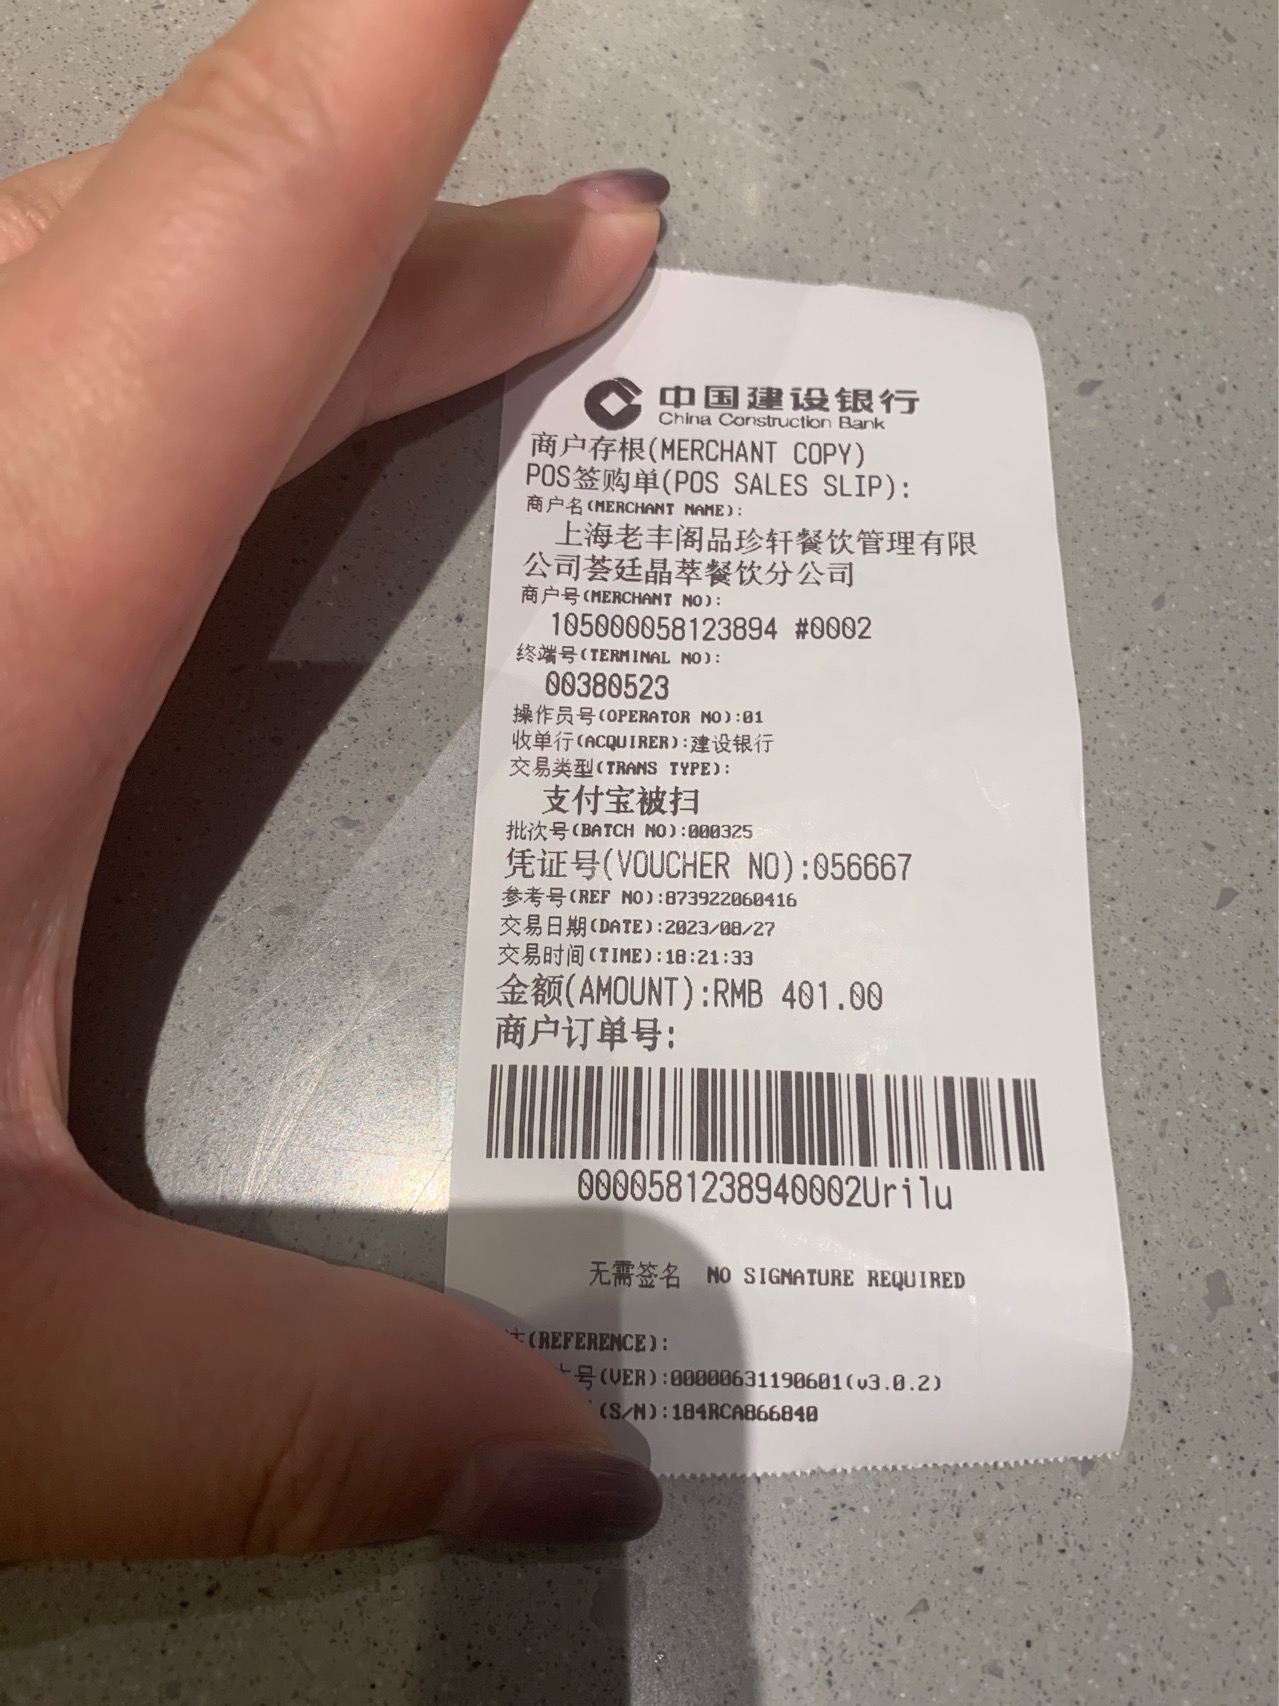 中国建设银行
China Construction Bank
商户存根(MERCHANT COPY)
POS签购单(POS SALES SLIP):
商户名(MERCHANT NAME):
上海老丰阁品珍轩餐饮管理有限
公司荟廷晶萃餐饮分公司
商户号(MERCHANT NO):
105000058123894 #0002
终端号(TERMINAL NO):
00380523
操作员号(OPERATOR NO):01
收单行(ACQUIRER):建设银行
交易类型(TRANS TYPE):
支付宝被扫
批次号(BATCH NO):000325
凭证号(VOUCHER NO):056667
参考号(REF NO):873922060416
交易日期(DATE):2023/08/27
交易时间(TIME):18:21:33
金额(AMOUNT):RMB 401.00
商户订单号:
0000581238940002Urilu
无需签名 NO SIGNATURE REQUIRED
(REFERENCE):
号(VER):00000631190601(v3.0.2)
(S/N):184RCA866840